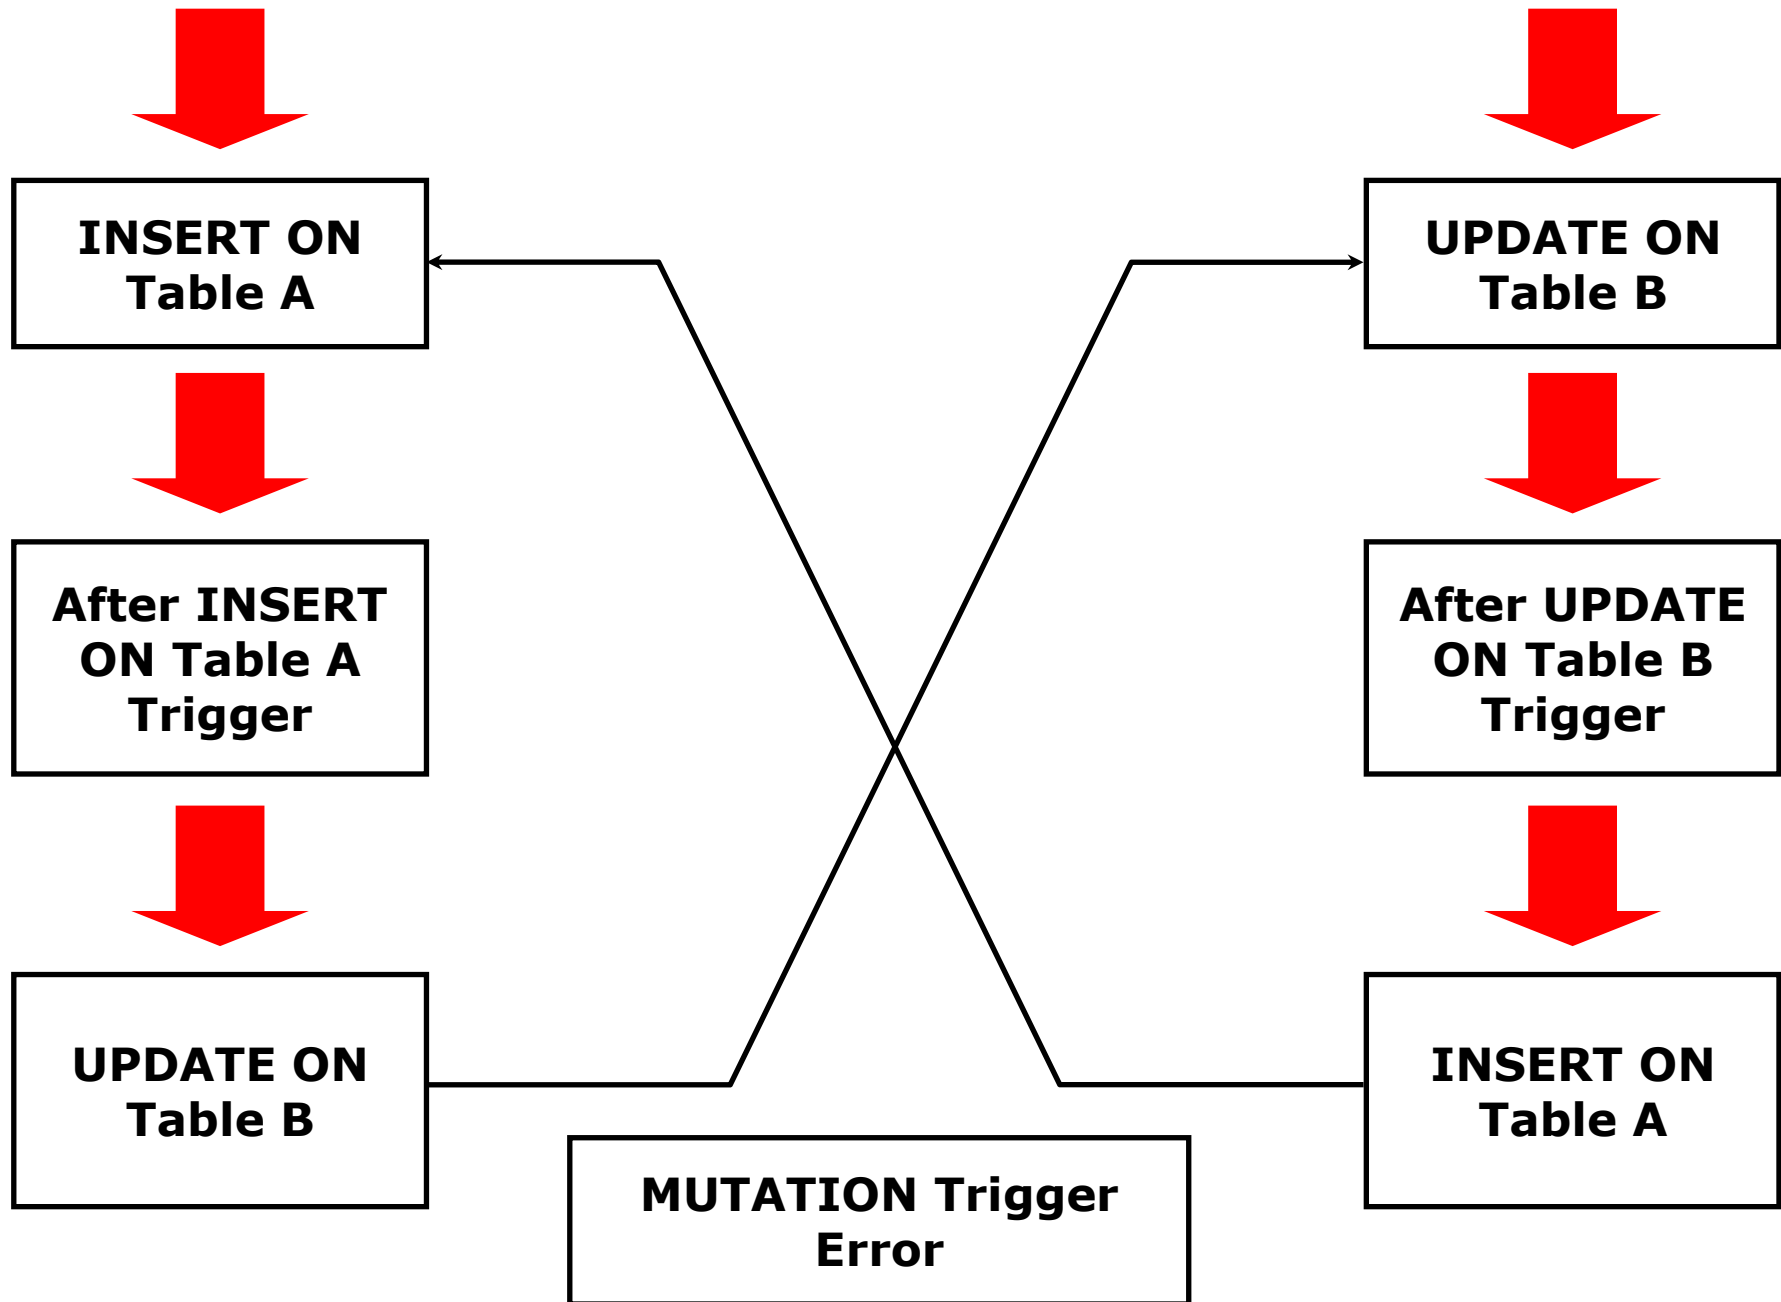 INSERT ON
Table A
UPDATE ON
Table B
After INSERT
ON Table A
Trigger
After UPDATE
ON Table B
Trigger
UPDATE ON
Table B
INSERT ON
Table A
MUTATION Trigger
Error